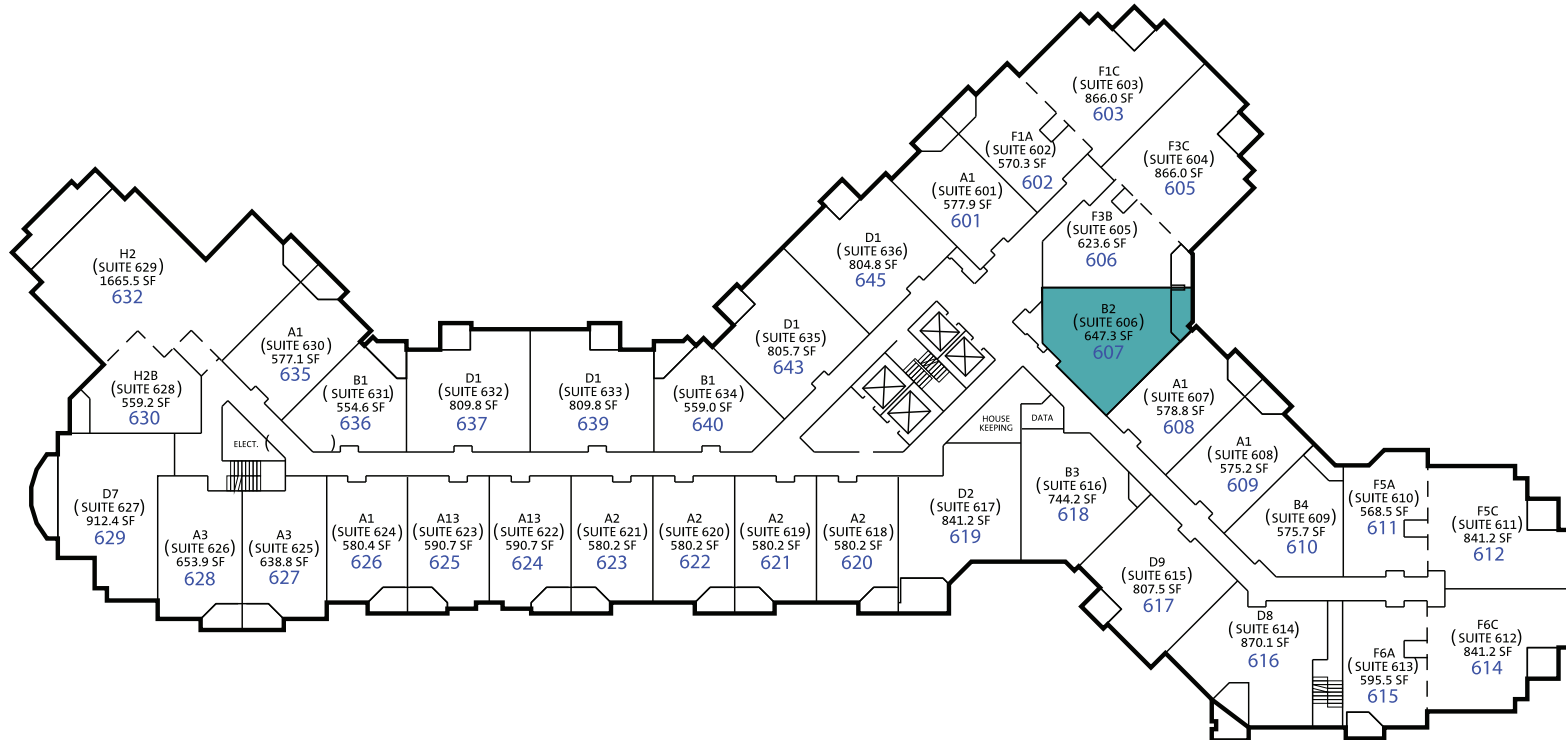 F1C
(SUITE 603)
866.0 SF
603
F1A
(SUITE 602)
570.3 SF
602
F3C
(SUITE 604)
866.0 SF
605
A1
(SUITE 601)
577.9 SF
601
F3B
(SUITE 605)
623.6 SF
606
D1
(SUITE 636)
804.8 SF
645
H2
(SUITE 629)
1665.5 SF
632
B2
(SUITE 606)
647.3 SF
607
D1
(SUITE 635)
805.7 SF
643
A1
(SUITE 630)
577.1 SF
635
H2B
(SUITE 628)
559.2 SF
630
B1
(SUITE 631)
554.6 SF
636
D1
(SUITE 632)
809.8 SF
637
D1
(SUITE 633)
809.8 SF
639
B1
(SUITE 634)
559.0 SF
640
A1
(SUITE 607)
578.8 SF
608
HOUSE
KEEPING
DATA
ELECT.
(          )
A1
(SUITE 608)
575.2 SF
609
D7
(SUITE 627)
912.4 SF
629
A3
(SUITE 626)
653.9 SF
628
A3
(SUITE 625)
638.8 SF
627
A1
(SUITE 624)
580.4 SF
626
A13
(SUITE 623)
590.7 SF
625
A13
(SUITE 622)
590.7 SF
624
A2
(SUITE 621)
580.2 SF
623
A2
(SUITE 620)
580.2 SF
622
A2
(SUITE 619)
580.2 SF
621
A2
(SUITE 618)
580.2 SF
620
D2
(SUITE 617)
841.2 SF
619
B3
(SUITE 616)
744.2 SF
618
B4
(SUITE 609)
575.7 SF
610
F5A
(SUITE 610)
568.5 SF
611
F5C
(SUITE 611)
841.2 SF
612
D9
(SUITE 615)
807.5 SF
617
D8
(SUITE 614)
870.1 SF
616
F6A
(SUITE 613)
595.5 SF
615
F6C
(SUITE 612)
841.2 SF
614